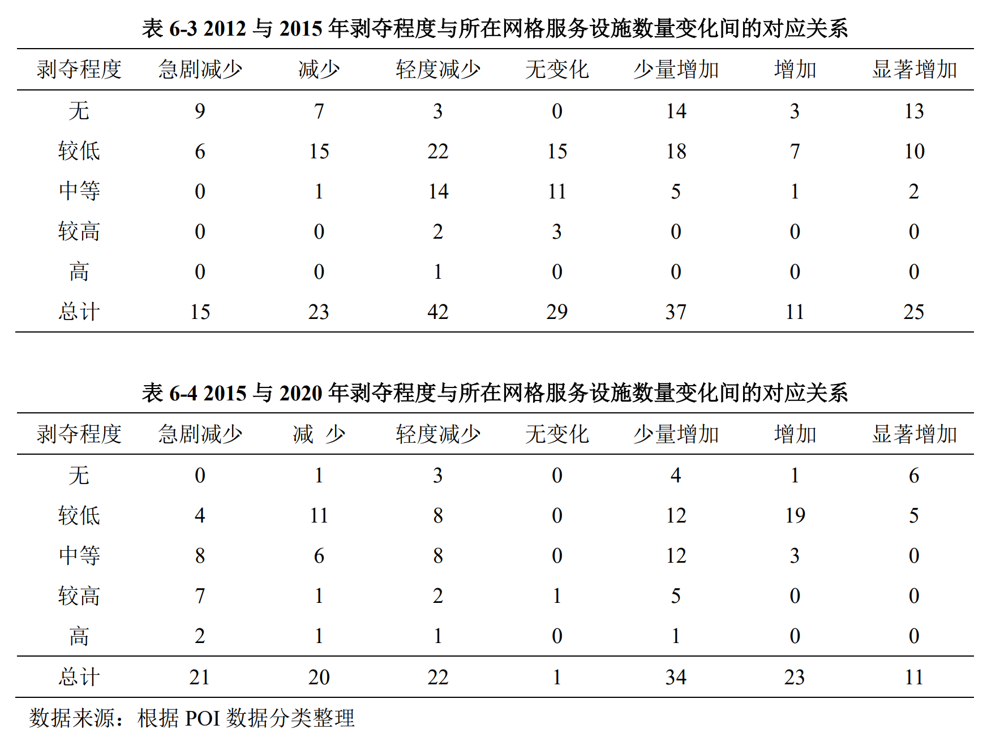 表 6-3 2012 与 2015 年剥夺程度与所在网格服务设施数量变化间的对应关系
剥夺程度 急剧减少 减少 轻度减少 无变化 少量增加 增加 显著增加
无 9 7 3 0 14 3 13
较低 6 15 22 15 18 7 10
中等 0 1 14 11 5 1 2
较高 0 0 2 3 0 0 0
高 0 0 1 0 0 0 0
总计 15 23 42 29 37 11 25
表 6-4 2015 与 2020 年剥夺程度与所在网格服务设施数量变化间的对应关系
剥夺程度 急剧减少 减 少 轻度减少 无变化 少量增加 增加 显著增加
无 0 1 3 0 4 1 6
较低 4 11 8 0 12 19 5
中等 8 6 8 0 12 3 0
较高 7 1 2 1 5 0 0
高 2 1 1 0 1 0 0
总计 21 20 22 1 34 23 11
数据来源：根据 POI 数据分类整理